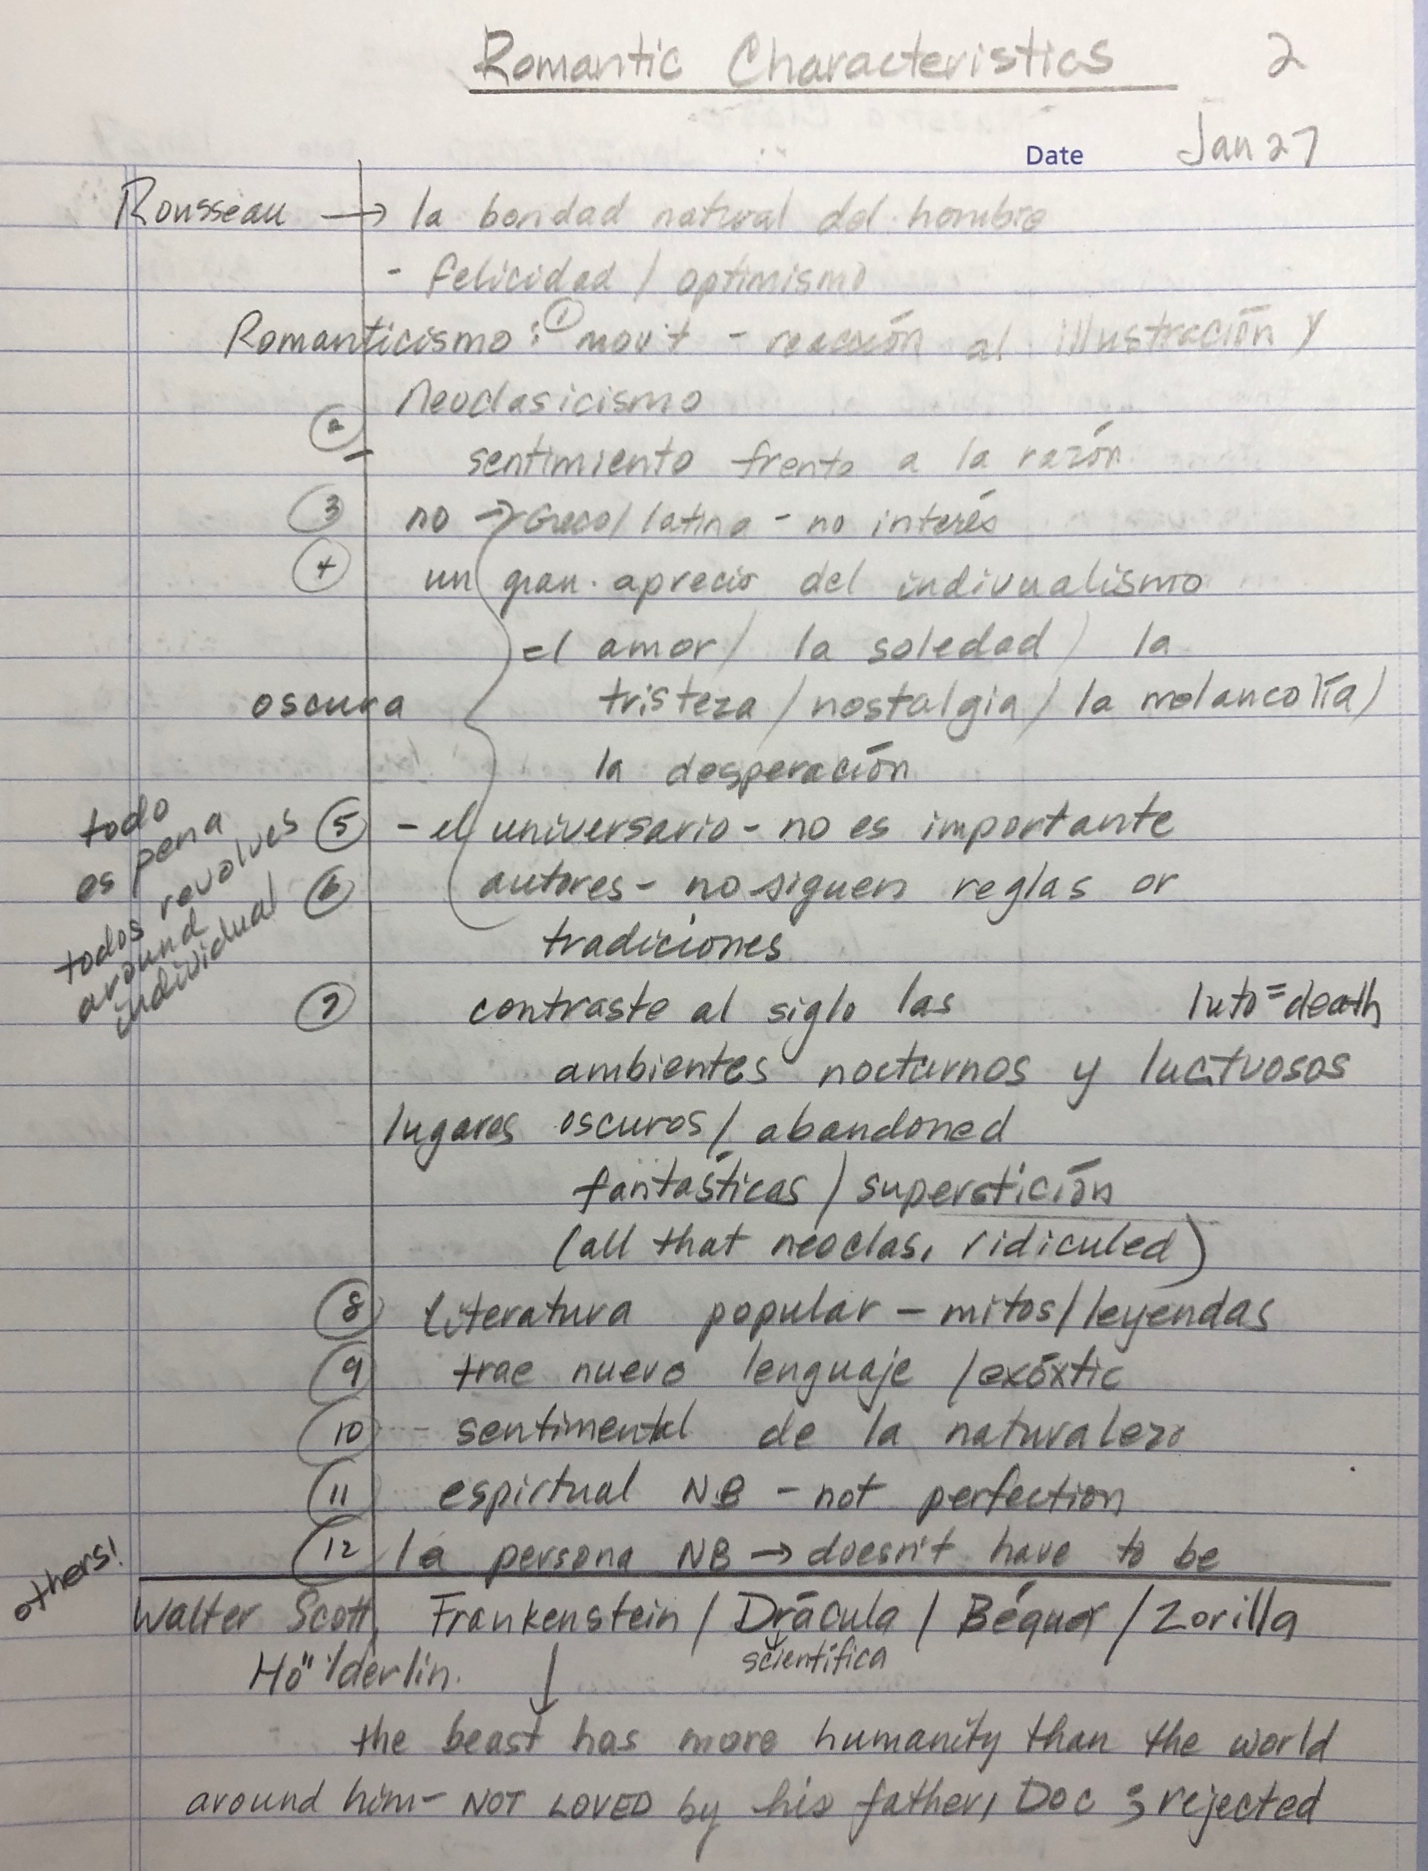 Romantic Characteristics 2
Date Jan 27
Rousseau → la bondad natural del hombre
- felicidad / optimismo
Romanticismo: ① mov't - reacción al illustración y
neoclasicismo
② - sentimiento frente a la razón
③ no → Greco/latina - no interés
④ un gran aprecio del indivualismo
el amor / la soledad / la
oscura tristeza / nostalgia / la melancolía /
la desperación
todo es pena
todos revolves around individual
⑤ - el universario - no es importante
⑥ autores - no siguen reglas or
tradiciones
⑦ contraste al siglo las luto = death
ambientes nocturnos y luctuosos
lugares oscuros / abandoned
fantásticas / superstición
(all that neoclas. ridiculed)
⑧ Literatura popular - mitos/leyendas
⑨ trae nuevo lenguaje / exóxtic
⑩ sentimental de la naturaleza
⑪ espirtual NB - not perfection
⑫ la persona NB → doesn't have to be
others!
Walter Scott, Frankenstein / Drácula / Béquer / Zorilla
Hö"lderlin. ↓ scientífica
the beast has more humanity than the world
around him - NOT LOVED by his father, Doc ; rejected